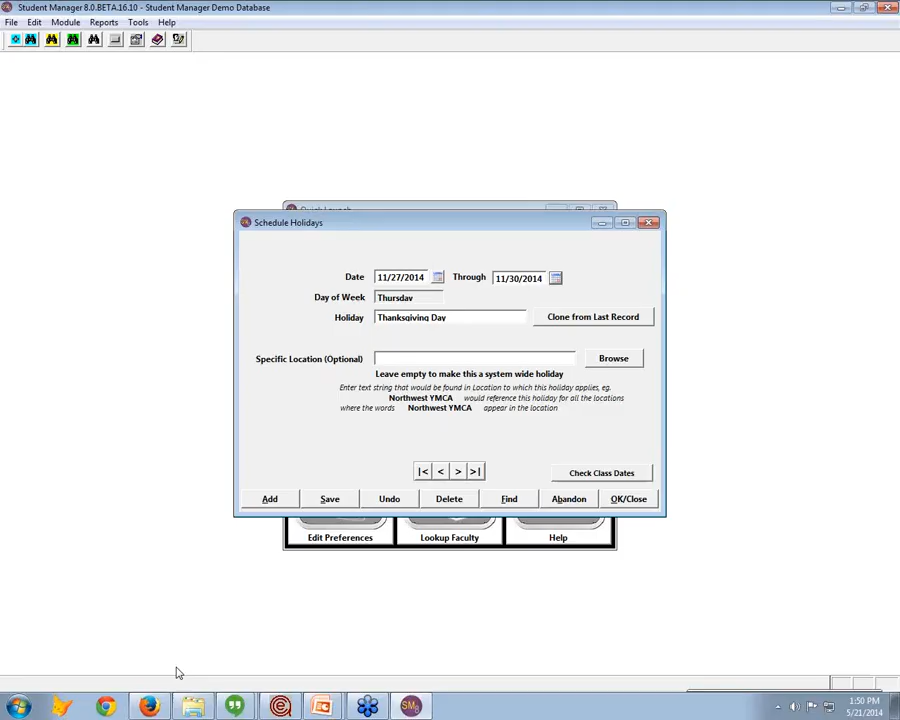 Student Manager 8.0.BETA.16.10 - Student Manager Demo Database
File Edit Module Reports Tools Help
Schedule Holidays
Date 11/27/2014 Through 11/30/2014
Day of Week Thursday
Holiday Thanksgiving Day Clone from Last Record
Specific Location (Optional) Browse
Leave empty to make this a system wide holiday
Enter text string that would be found in Location to which this holiday applies, eg.
Northwest YMCA would reference this holiday for all the locations
where the words Northwest YMCA appear in the location
|< < > >| Check Class Dates
Add Save Undo Delete Find Abandon OK/Close
Edit Preferences Lookup Faculty Help
1:50 PM
5/21/2014